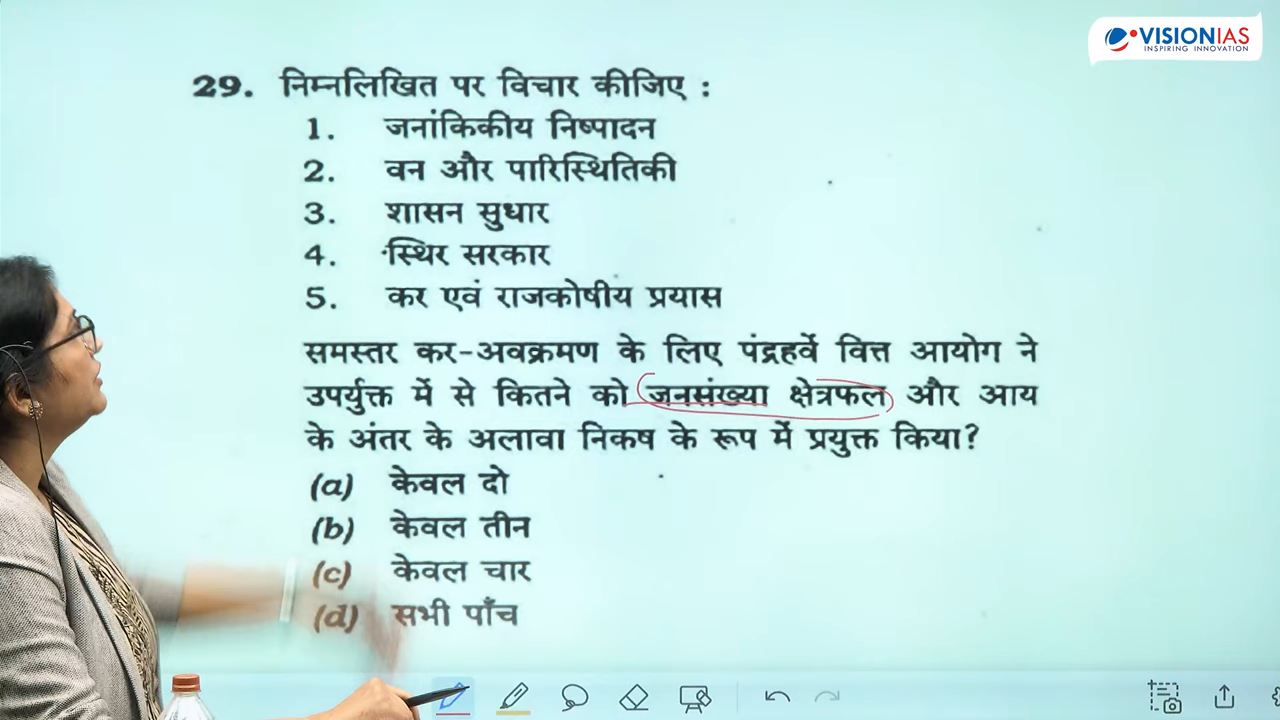 VISIONIAS
INSPIRING INNOVATION
29. निम्नलिखित पर विचार कीजिए :
1. जनांकिकीय निष्पादन
2. वन और पारिस्थितिकी
3. शासन सुधार
4. स्थिर सरकार
5. कर एवं राजकोषीय प्रयास
समस्तर कर-अवक्रमण के लिए पंद्रहवें वित्त आयोग ने
उपर्युक्त में से कितने को जनसंख्या क्षेत्रफल और आय
के अंतर के अलावा निकष के रूप में प्रयुक्त किया?
(a) केवल दो
(b) केवल तीन
(c) केवल चार
(d) सभी पाँच